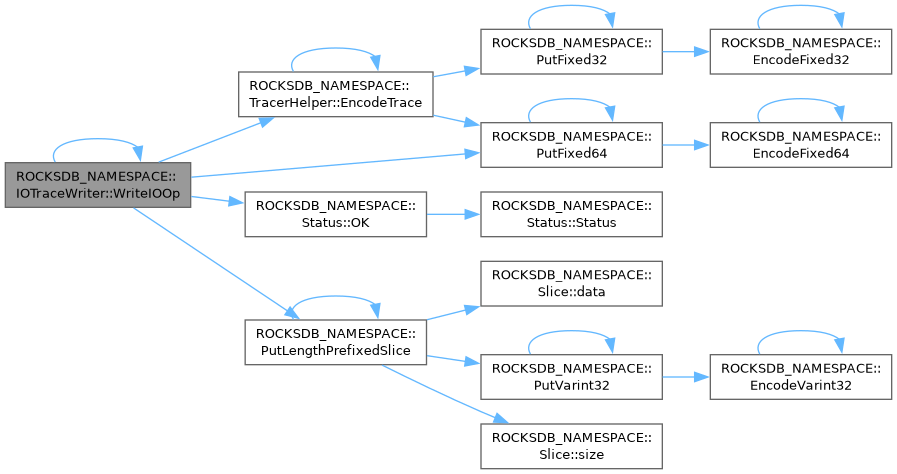 ROCKSDB_NAMESPACE::
IOTraceWriter::WriteIOOp
ROCKSDB_NAMESPACE::
TracerHelper::EncodeTrace
ROCKSDB_NAMESPACE::
PutFixed32
ROCKSDB_NAMESPACE::
EncodeFixed32
ROCKSDB_NAMESPACE::
PutFixed64
ROCKSDB_NAMESPACE::
EncodeFixed64
ROCKSDB_NAMESPACE::
Status::OK
ROCKSDB_NAMESPACE::
Status::Status
ROCKSDB_NAMESPACE::
PutLengthPrefixedSlice
ROCKSDB_NAMESPACE::
Slice::data
ROCKSDB_NAMESPACE::
PutVarint32
ROCKSDB_NAMESPACE::
EncodeVarint32
ROCKSDB_NAMESPACE::
Slice::size